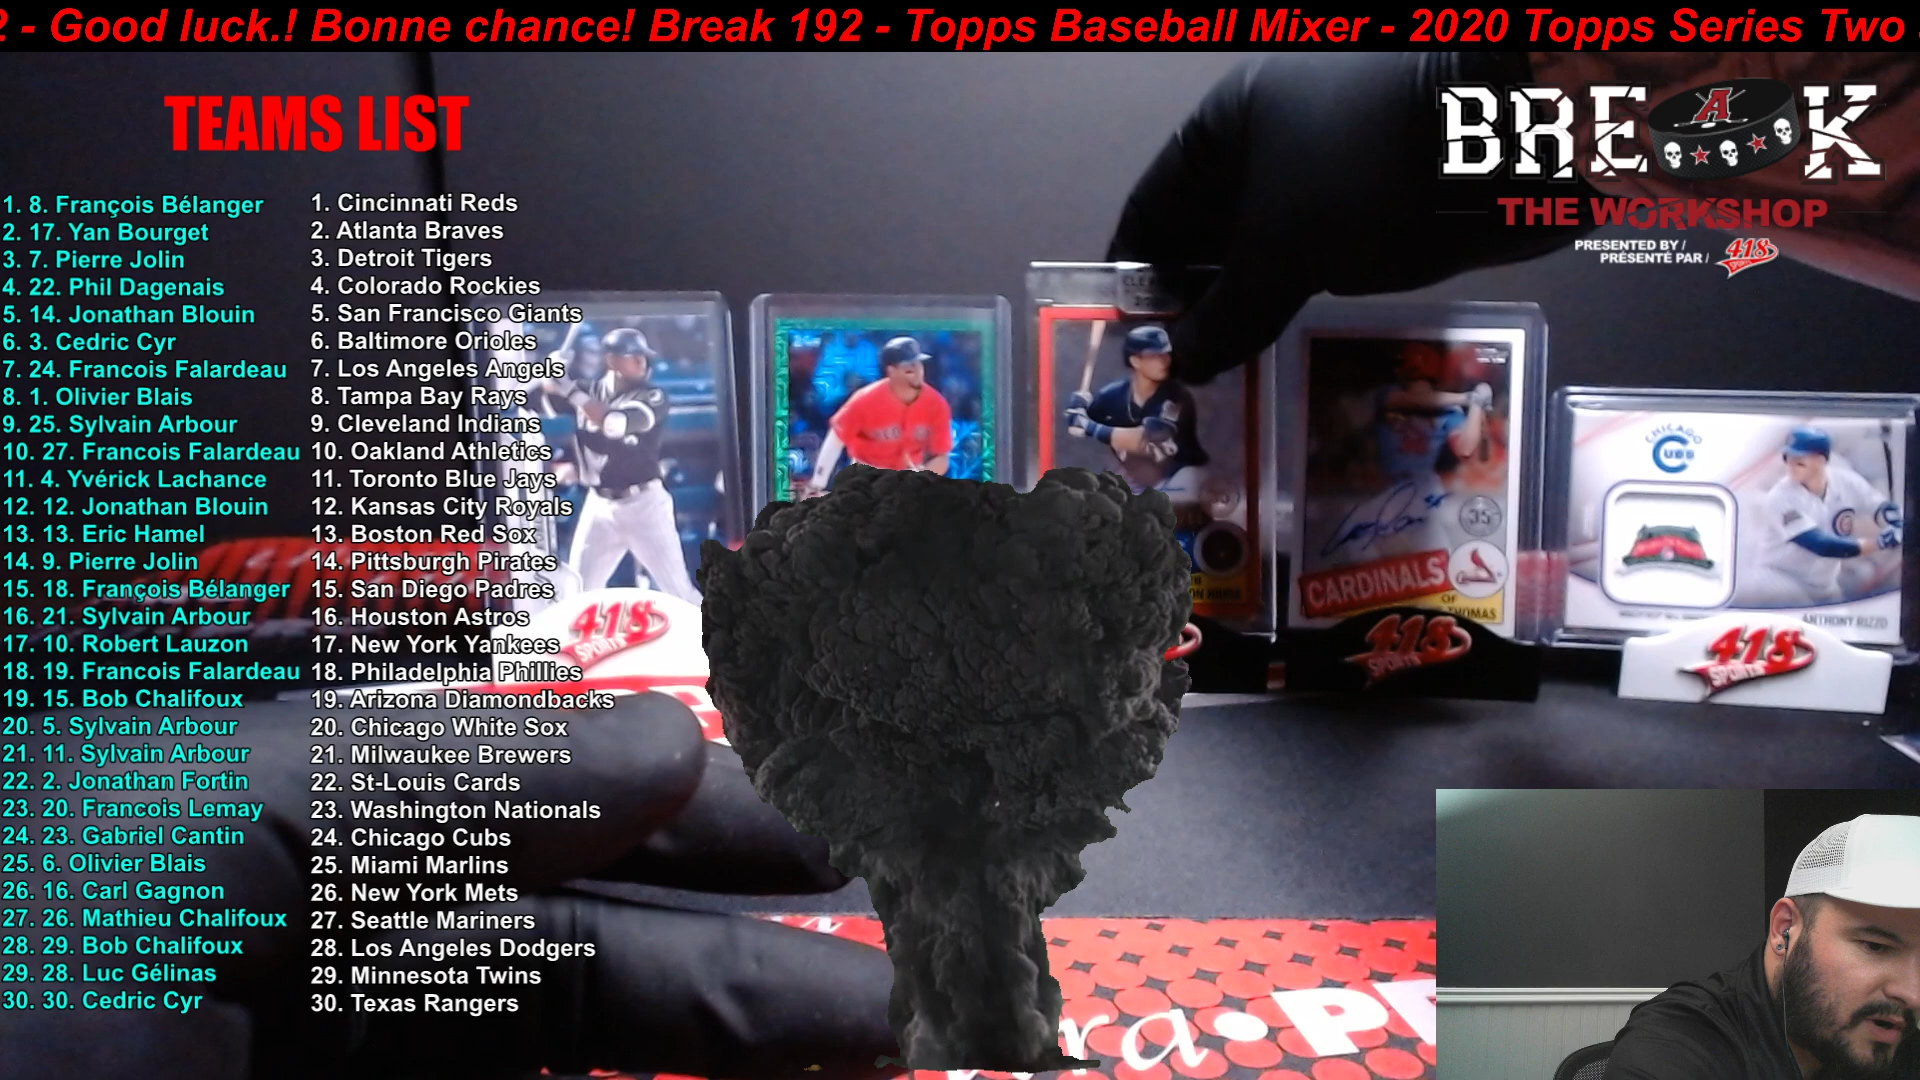 2 - Good luck.! Bonne chance! Break 192 - Topps Baseball Mixer - 2020 Topps Series Two
TEAMS LIST
1. 8. François Bélanger 1. Cincinnati Reds
2. 17. Yan Bourget 2. Atlanta Braves
3. 7. Pierre Jolin 3. Detroit Tigers
4. 22. Phil Dagenais 4. Colorado Rockies
5. 14. Jonathan Blouin 5. San Francisco Giants
6. 3. Cedric Cyr 6. Baltimore Orioles
7. 24. Francois Falardeau 7. Los Angeles Angels
8. 1. Olivier Blais 8. Tampa Bay Rays
9. 25. Sylvain Arbour 9. Cleveland Indians
10. 27. Francois Falardeau 10. Oakland Athletics
11. 4. Yvérick Lachance 11. Toronto Blue Jays
12. 12. Jonathan Blouin 12. Kansas City Royals
13. 13. Eric Hamel 13. Boston Red Sox
14. 9. Pierre Jolin 14. Pittsburgh Pirates
15. 18. François Bélanger 15. San Diego Padres
16. 21. Sylvain Arbour 16. Houston Astros
17. 10. Robert Lauzon 17. New York Yankees
18. 19. Francois Falardeau 18. Philadelphia Phillies
19. 15. Bob Chalifoux 19. Arizona Diamondbacks
20. 5. Sylvain Arbour 20. Chicago White Sox
21. 11. Sylvain Arbour 21. Milwaukee Brewers
22. 2. Jonathan Fortin 22. St-Louis Cards
23. 20. Francois Lemay 23. Washington Nationals
24. 23. Gabriel Cantin 24. Chicago Cubs
25. 6. Olivier Blais 25. Miami Marlins
26. 16. Carl Gagnon 26. New York Mets
27. 26. Mathieu Chalifoux 27. Seattle Mariners
28. 29. Bob Chalifoux 28. Los Angeles Dodgers
29. 28. Luc Gélinas 29. Minnesota Twins
30. 30. Cedric Cyr 30. Texas Rangers
BREAK
THE WORKSHOP
PRESENTED BY /
PRÉSENTÉ PAR /
418
SPORTS
CHICAGO
CUBS
35
CARDINALS
OF
THOMAS
ANTHONY RIZZO
418
SPORTS
418
SPORTS
418
SPORTS